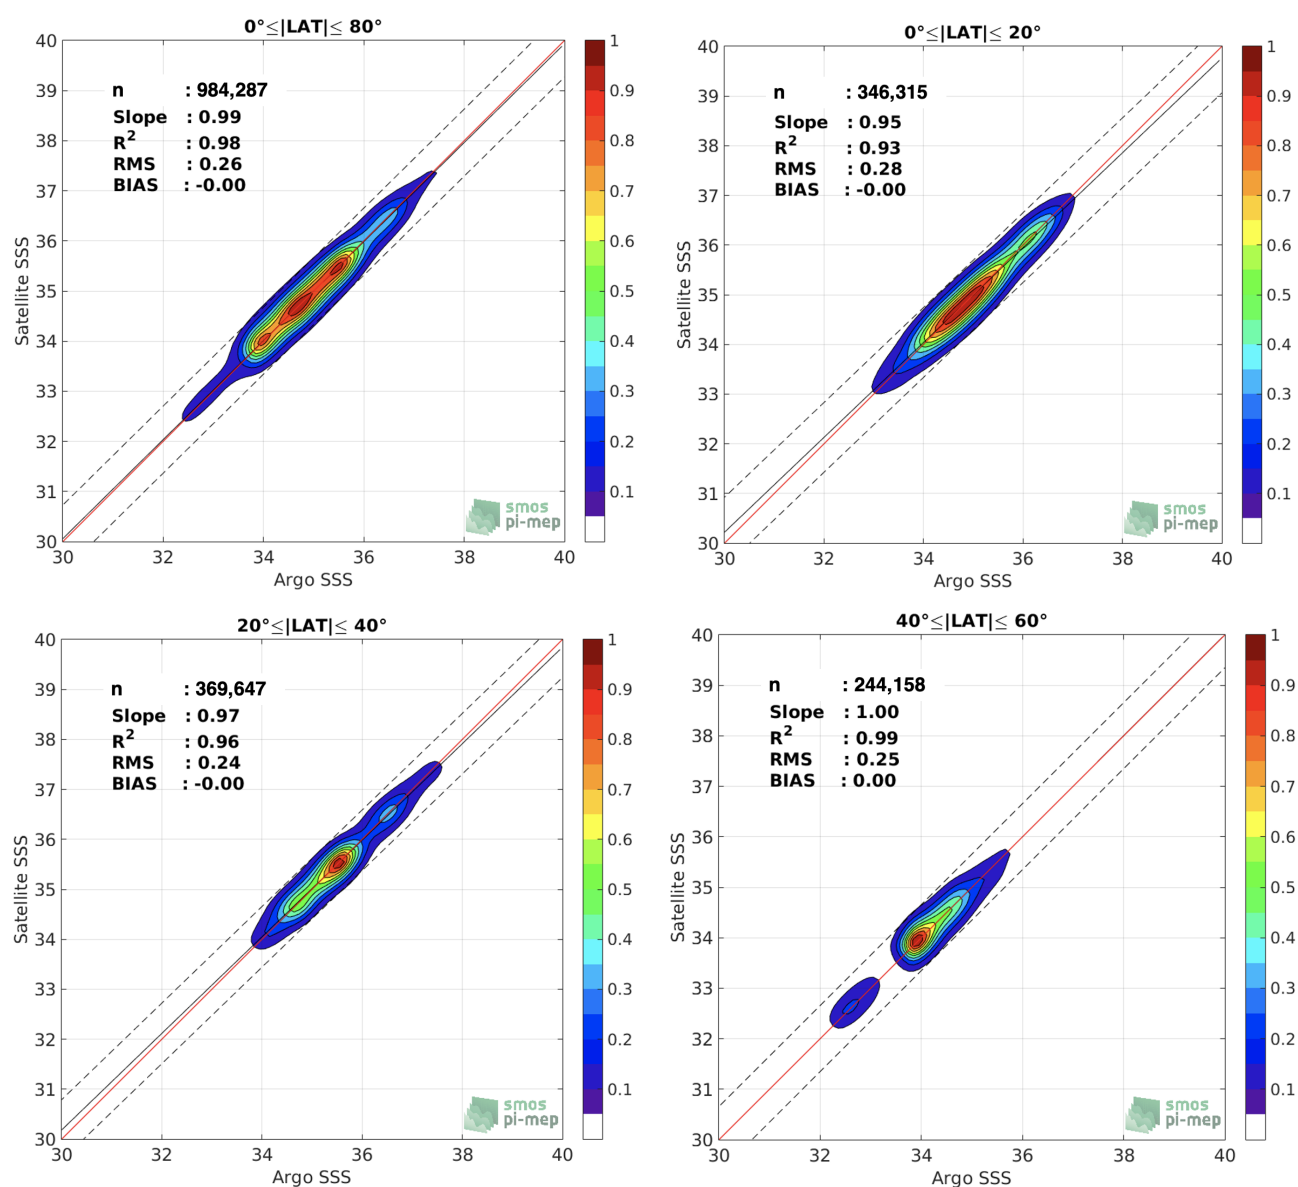 0°≤|LAT|≤ 80°
n : 984,287
Slope : 0.99
R² : 0.98
RMS : 0.26
BIAS : -0.00
40
39
38
37
36
35
34
33
32
31
30
Satellite SSS
30 32 34 36 38 40
Argo SSS
1
0.9
0.8
0.7
0.6
0.5
0.4
0.3
0.2
0.1
smos
pi-mep
0°≤|LAT|≤ 20°
n : 346,315
Slope : 0.95
R² : 0.93
RMS : 0.28
BIAS : -0.00
40
39
38
37
36
35
34
33
32
31
30
Satellite SSS
30 32 34 36 38 40
Argo SSS
1
0.9
0.8
0.7
0.6
0.5
0.4
0.3
0.2
0.1
smos
pi-mep
20°≤|LAT|≤ 40°
n : 369,647
Slope : 0.97
R² : 0.96
RMS : 0.24
BIAS : -0.00
40
39
38
37
36
35
34
33
32
31
30
Satellite SSS
30 32 34 36 38 40
Argo SSS
1
0.9
0.8
0.7
0.6
0.5
0.4
0.3
0.2
0.1
smos
pi-mep
40°≤|LAT|≤ 60°
n : 244,158
Slope : 1.00
R² : 0.99
RMS : 0.25
BIAS : 0.00
40
39
38
37
36
35
34
33
32
31
30
Satellite SSS
30 32 34 36 38 40
Argo SSS
1
0.9
0.8
0.7
0.6
0.5
0.4
0.3
0.2
0.1
smos
pi-mep